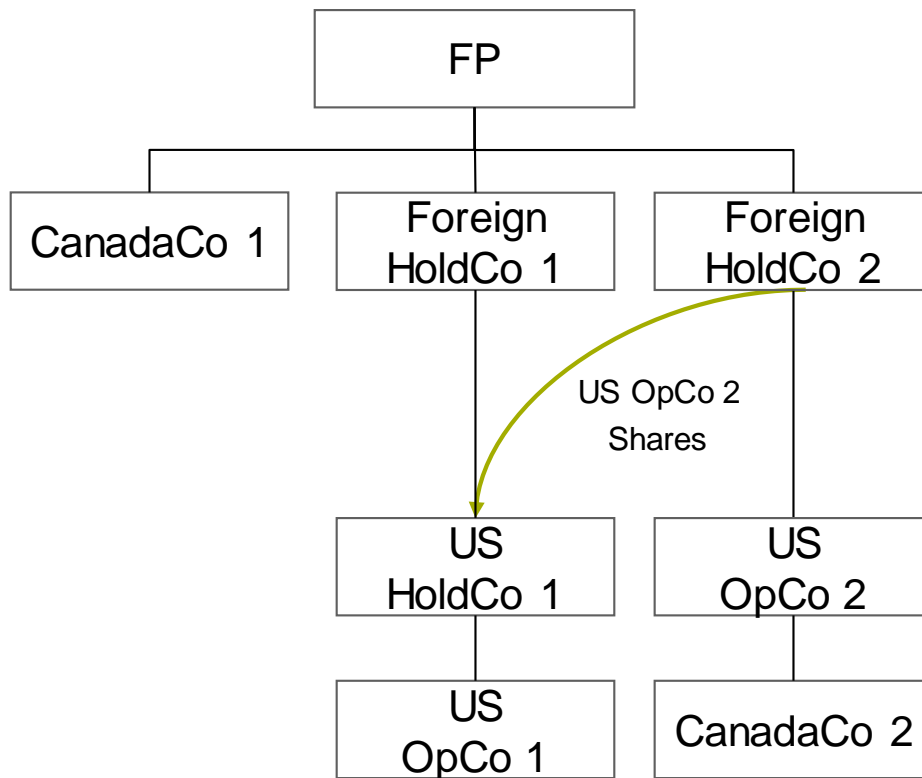 FP
CanadaCo 1
Foreign
HoldCo 1
Foreign
HoldCo 2
US OpCo 2
Shares
US
HoldCo 1
US
OpCo 2
US
OpCo 1
CanadaCo 2